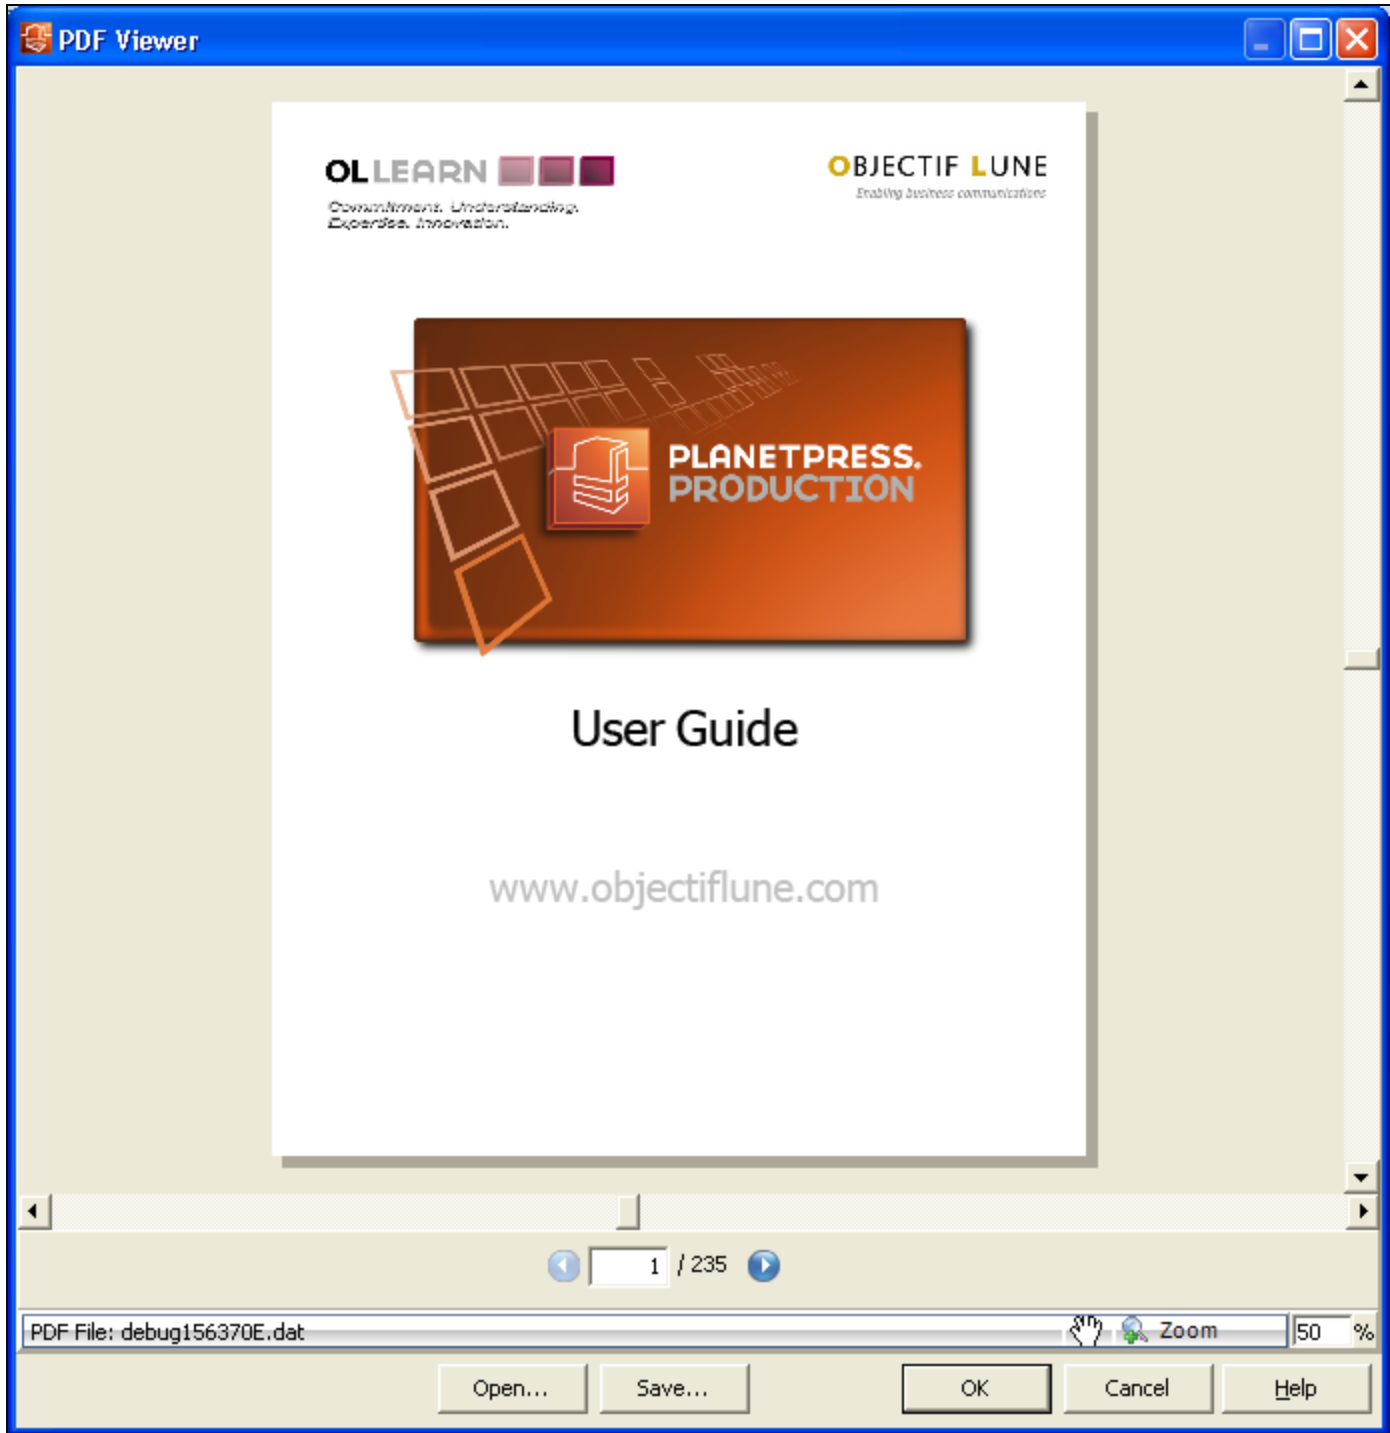 PDF Viewer
OL LEARN
OBJECTIF LUNE
Enabling business communications
Commitment. Understanding.
Expertise. Innovation.
PLANETPRESS.
PRODUCTION
User Guide
www.objectiflune.com
1 / 235
PDF File: debug156370E.dat
Zoom
50 %
Open...
Save...
OK
Cancel
Help